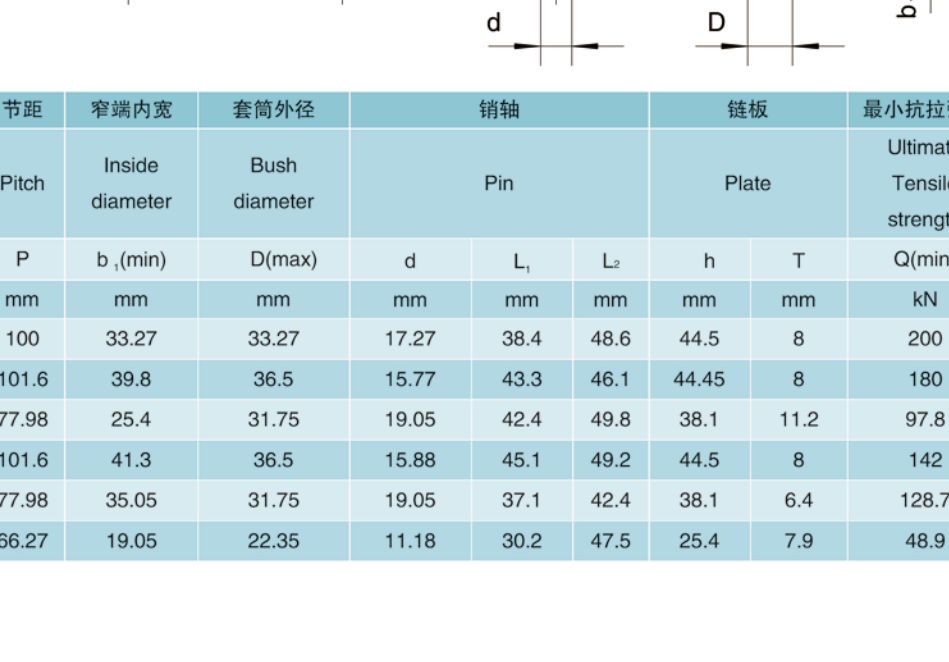 d D b
节距 窄端内宽 套筒外径 销轴 链板 最小抗拉
Pitch Inside diameter Bush diameter Pin Plate Ultimat Tensile strengt
P b ₁(min) D(max) d L₁ L₂ h T Q(min
mm mm mm mm mm mm mm mm kN
100 33.27 33.27 17.27 38.4 48.6 44.5 8 200
101.6 39.8 36.5 15.77 43.3 46.1 44.45 8 180
77.98 25.4 31.75 19.05 42.4 49.8 38.1 11.2 97.8
101.6 41.3 36.5 15.88 45.1 49.2 44.5 8 142
77.98 35.05 31.75 19.05 37.1 42.4 38.1 6.4 128.7
66.27 19.05 22.35 11.18 30.2 47.5 25.4 7.9 48.9